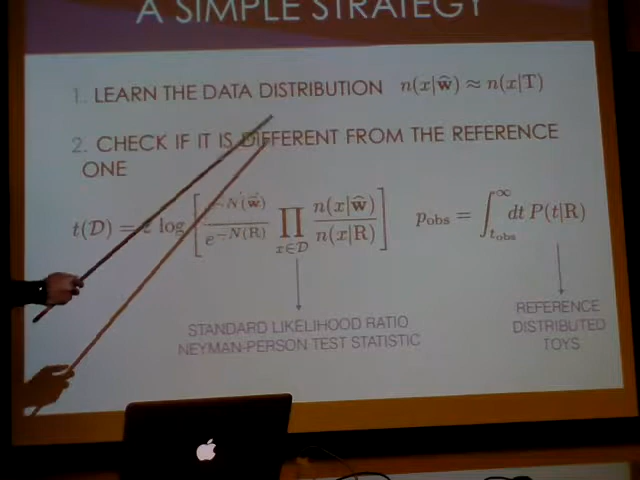 A SIMPLE STRATEGY
1. LEARN THE DATA DISTRIBUTION n(x|ŵ) ≈ n(x|T)
2. CHECK IF IT IS DIFFERENT FROM THE REFERENCE
ONE
t(D) = log [ e^{-N(ŵ)} / e^{-N(R)} ∏_{x∈D} n(x|ŵ) / n(x|R) ] p_obs = ∫_{t_obs}^{∞} dt P(t|R)
STANDARD LIKELIHOOD RATIO
NEYMAN-PERSON TEST STATISTIC
REFERENCE
DISTRIBUTED
TOYS